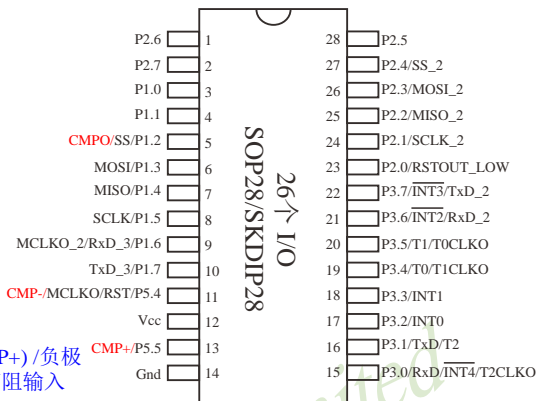 P2.6 1 28 P2.5
P2.7 2 27 P2.4/SS_2
P1.0 3 26 P2.3/MOSI_2
P1.1 4 25 P2.2/MISO_2
CMPO/SS/P1.2 5 24 P2.1/SCLK_2
MOSI/P1.3 6 23 P2.0/RSTOUT_LOW
MISO/P1.4 7 22 P3.7/INT3/TxD_2
SCLK/P1.5 8 21 P3.6/INT2/RxD_2
MCLKO_2/RxD_3/P1.6 9 20 P3.5/T1/T0CLKO
TxD_3/P1.7 10 19 P3.4/T0/T1CLKO
CMP-/MCLKO/RST/P5.4 11 18 P3.3/INT1
Vcc 12 17 P3.2/INT0
CMP+/P5.5 13 16 P3.1/TxD/T2
Gnd 14 15 P3.0/RxD/INT4/T2CLKO
26个 I/O
SOP28/SKDIP28
P+) /负极
阻输入